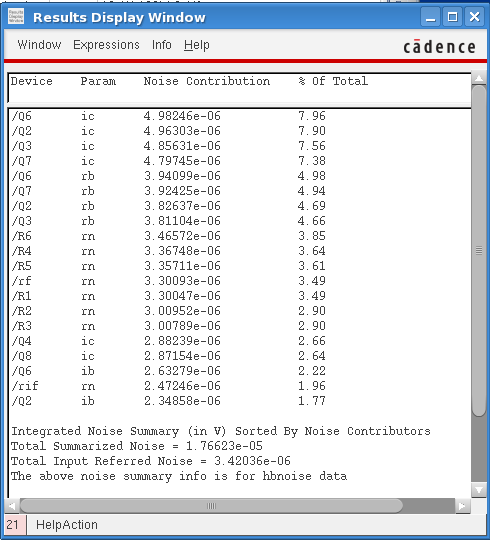 Results Display Window
Window Expressions Info Help cādence
Device Param Noise Contribution % Of Total
/Q6 ic 4.98246e-06 7.96
/Q2 ic 4.96303e-06 7.90
/Q3 ic 4.85631e-06 7.56
/Q7 ic 4.79745e-06 7.38
/Q6 rb 3.94099e-06 4.98
/Q7 rb 3.92425e-06 4.94
/Q2 rb 3.82637e-06 4.69
/Q3 rb 3.81104e-06 4.66
/R6 rn 3.46572e-06 3.85
/R4 rn 3.36748e-06 3.64
/R5 rn 3.35711e-06 3.61
/rf rn 3.30093e-06 3.49
/R1 rn 3.30047e-06 3.49
/R2 rn 3.00952e-06 2.90
/R3 rn 3.00789e-06 2.90
/Q4 ic 2.88239e-06 2.66
/Q8 ic 2.87154e-06 2.64
/Q6 ib 2.63279e-06 2.22
/rif rn 2.47246e-06 1.96
/Q2 ib 2.34858e-06 1.77
Integrated Noise Summary (in V) Sorted By Noise Contributors
Total Summarized Noise = 1.76623e-05
Total Input Referred Noise = 3.42036e-06
The above noise summary info is for hbnoise data
21 HelpAction